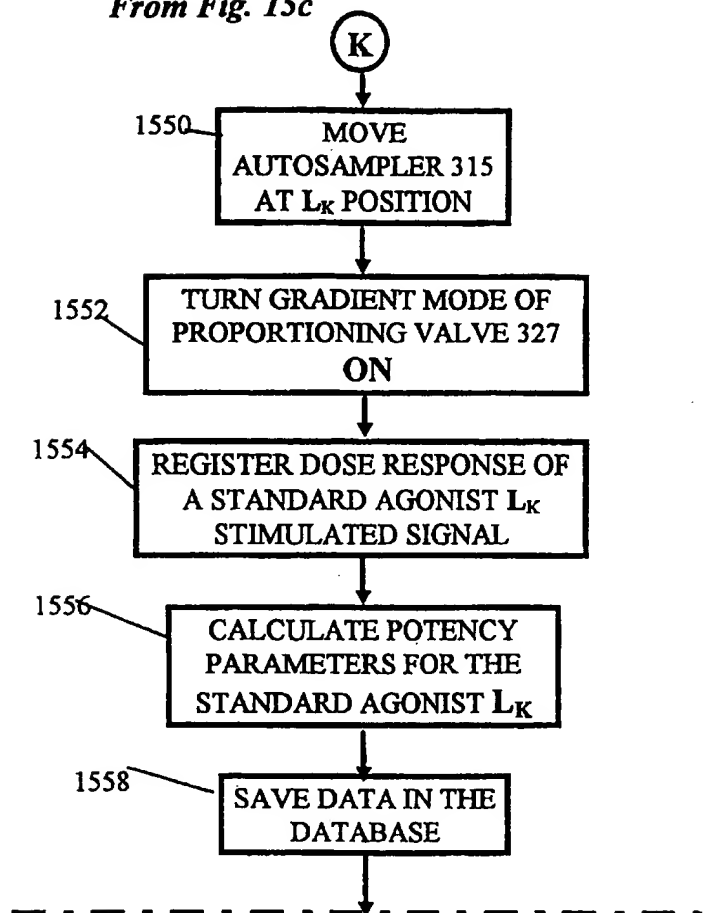 From Fig. 15c
K
1550
MOVE
AUTOSAMPLER 315
AT LK POSITION
1552
TURN GRADIENT MODE OF
PROPORTIONING VALVE 327
ON
1554
REGISTER DOSE RESPONSE OF
A STANDARD AGONIST LK
STIMULATED SIGNAL
1556
CALCULATE POTENCY
PARAMETERS FOR THE
STANDARD AGONIST LK
1558
SAVE DATA IN THE
DATABASE